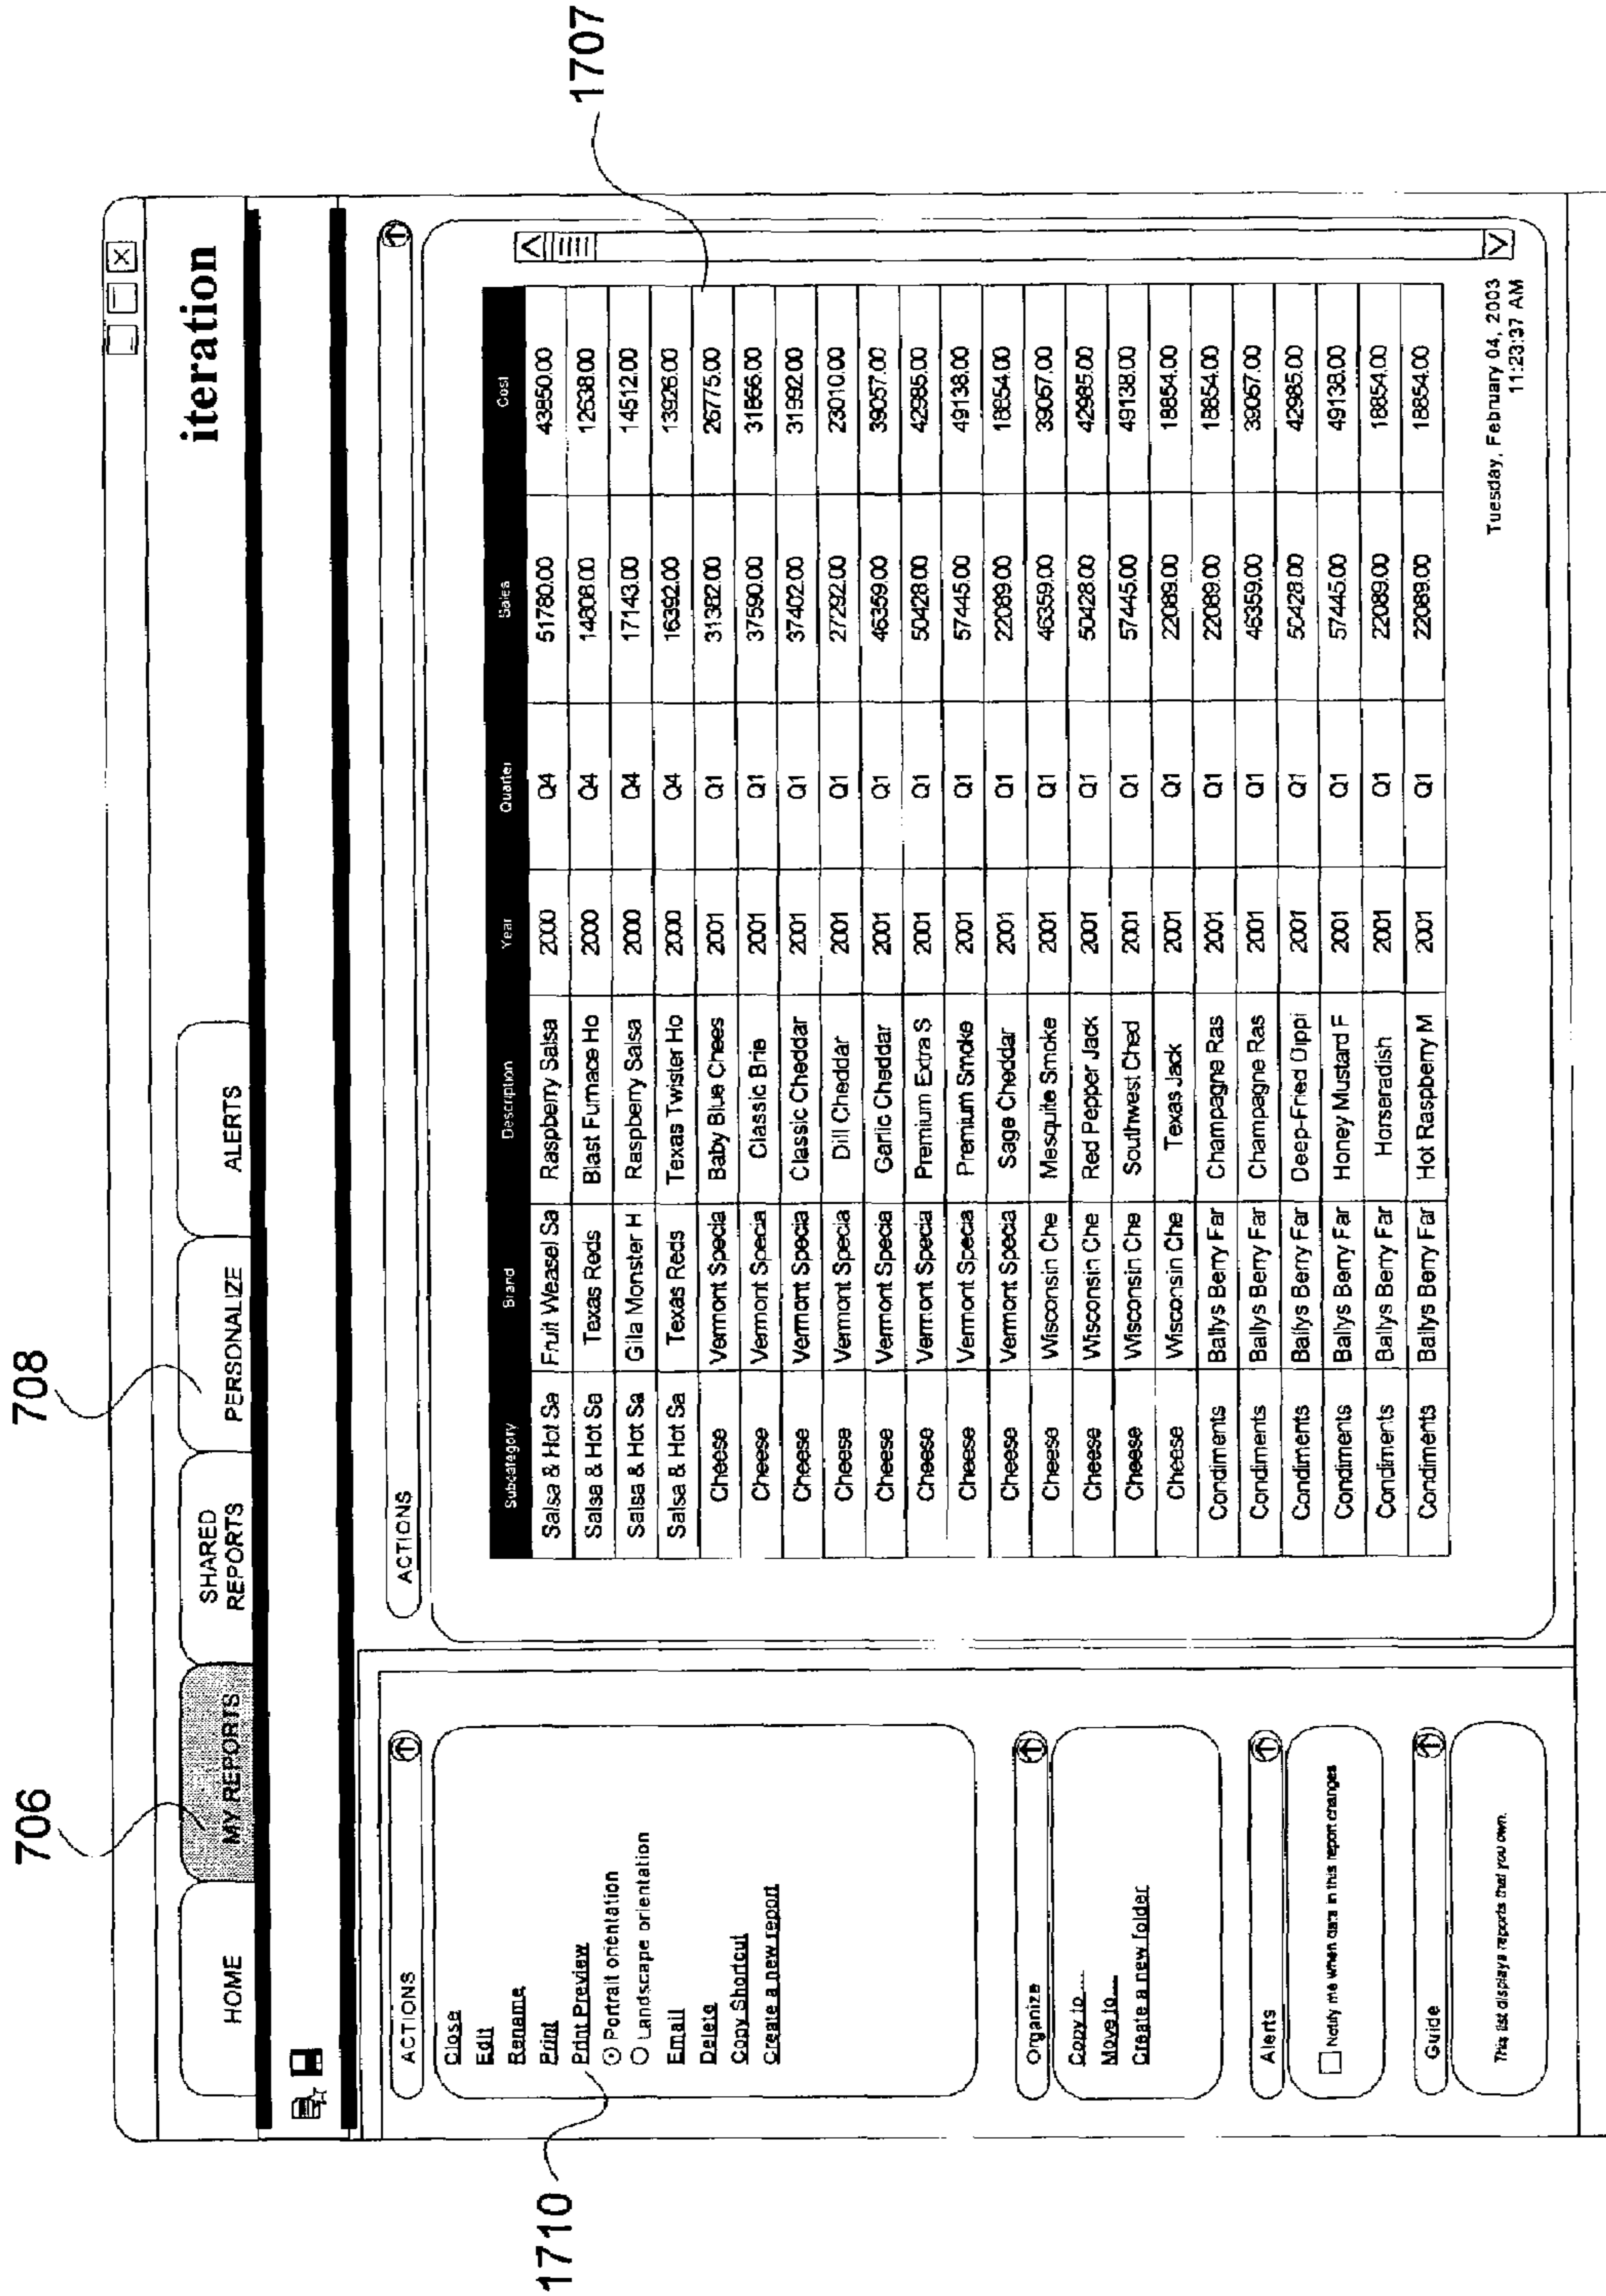 706
708
iteration
HOME
MY REPORTS
SHARED
REPORTS
PERSONALIZE
ALERTS
ACTIONS
Close
Edit
Rename
Print
Print Preview
Portrait orientation
Landscape orientation
Email
Delete
Copy Shortcut
Create a new report
1710
Organize
Copy to ...
Move to...
Create a new folder
Alerts
Notify me when data in this report changes
Guide
This list displays reports that you own.
ACTIONS
Subcategory Brand Description Year Quarter Sales Cost
Salsa & Hot Sa Fruit Weasel Sa Raspberry Salsa 2000 Q4 51780.00 43850.00
Salsa & Hot Sa Texas Reds Blast Furnace Ho 2000 Q4 14808.00 12638.00
Salsa & Hot Sa Gila Monster H Raspberry Salsa 2000 Q4 17143.00 14512.00
Salsa & Hot Sa Texas Reds Texas Twister Ho 2000 Q4 16392.00 13926.00
Cheese Vermont Specia Baby Blue Chees 2001 Q1 31382.00 26775.00
Cheese Vermont Specia Classic Brie 2001 Q1 37590.00 31866.00
Cheese Vermont Specia Classic Cheddar 2001 Q1 37402.00 31992.00
Cheese Vermont Specia Dill Cheddar 2001 Q1 27292.00 23010.00
Cheese Vermont Specia Garlic Cheddar 2001 Q1 46359.00 39057.00
Cheese Vermont Specia Premium Extra S 2001 Q1 50428.00 42985.00
Cheese Vermont Specia Premium Smoke 2001 Q1 57445.00 49138.00
Cheese Vermont Specia Sage Cheddar 2001 Q1 22089.00 18854.00
Cheese Wisconsin Che Mesquite Smoke 2001 Q1 46359.00 39057.00
Cheese Wisconsin Che Red Pepper Jack 2001 Q1 50428.00 42985.00
Cheese Wisconsin Che Southwest Ched 2001 Q1 57445.00 49138.00
Cheese Wisconsin Che Texas Jack 2001 Q1 22089.00 18854.00
Condiments Ballys Berry Far Champagne Ras 2001 Q1 22089.00 18854.00
Condiments Ballys Berry Far Champagne Ras 2001 Q1 46359.00 39057.00
Condiments Ballys Berry Far Deep-Fried Dippi 2001 Q1 50428.00 42985.00
Condiments Ballys Berry Far Honey Mustard F 2001 Q1 57445.00 49138.00
Condiments Ballys Berry Far Horseradish 2001 Q1 22089.00 18854.00
Condiments Ballys Berry Far Hot Raspberry M 2001 Q1 22089.00 18854.00
Tuesday, February 04, 2003
11:23:37 AM
1707